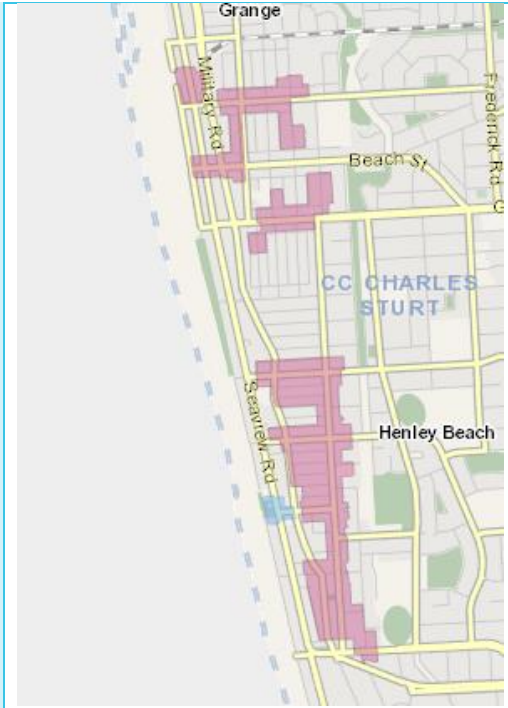 Grange
Military Rd
Frederick Rd
Beach St
G
CC CHARLES
STURT
Seaview Rd
Henley Beach